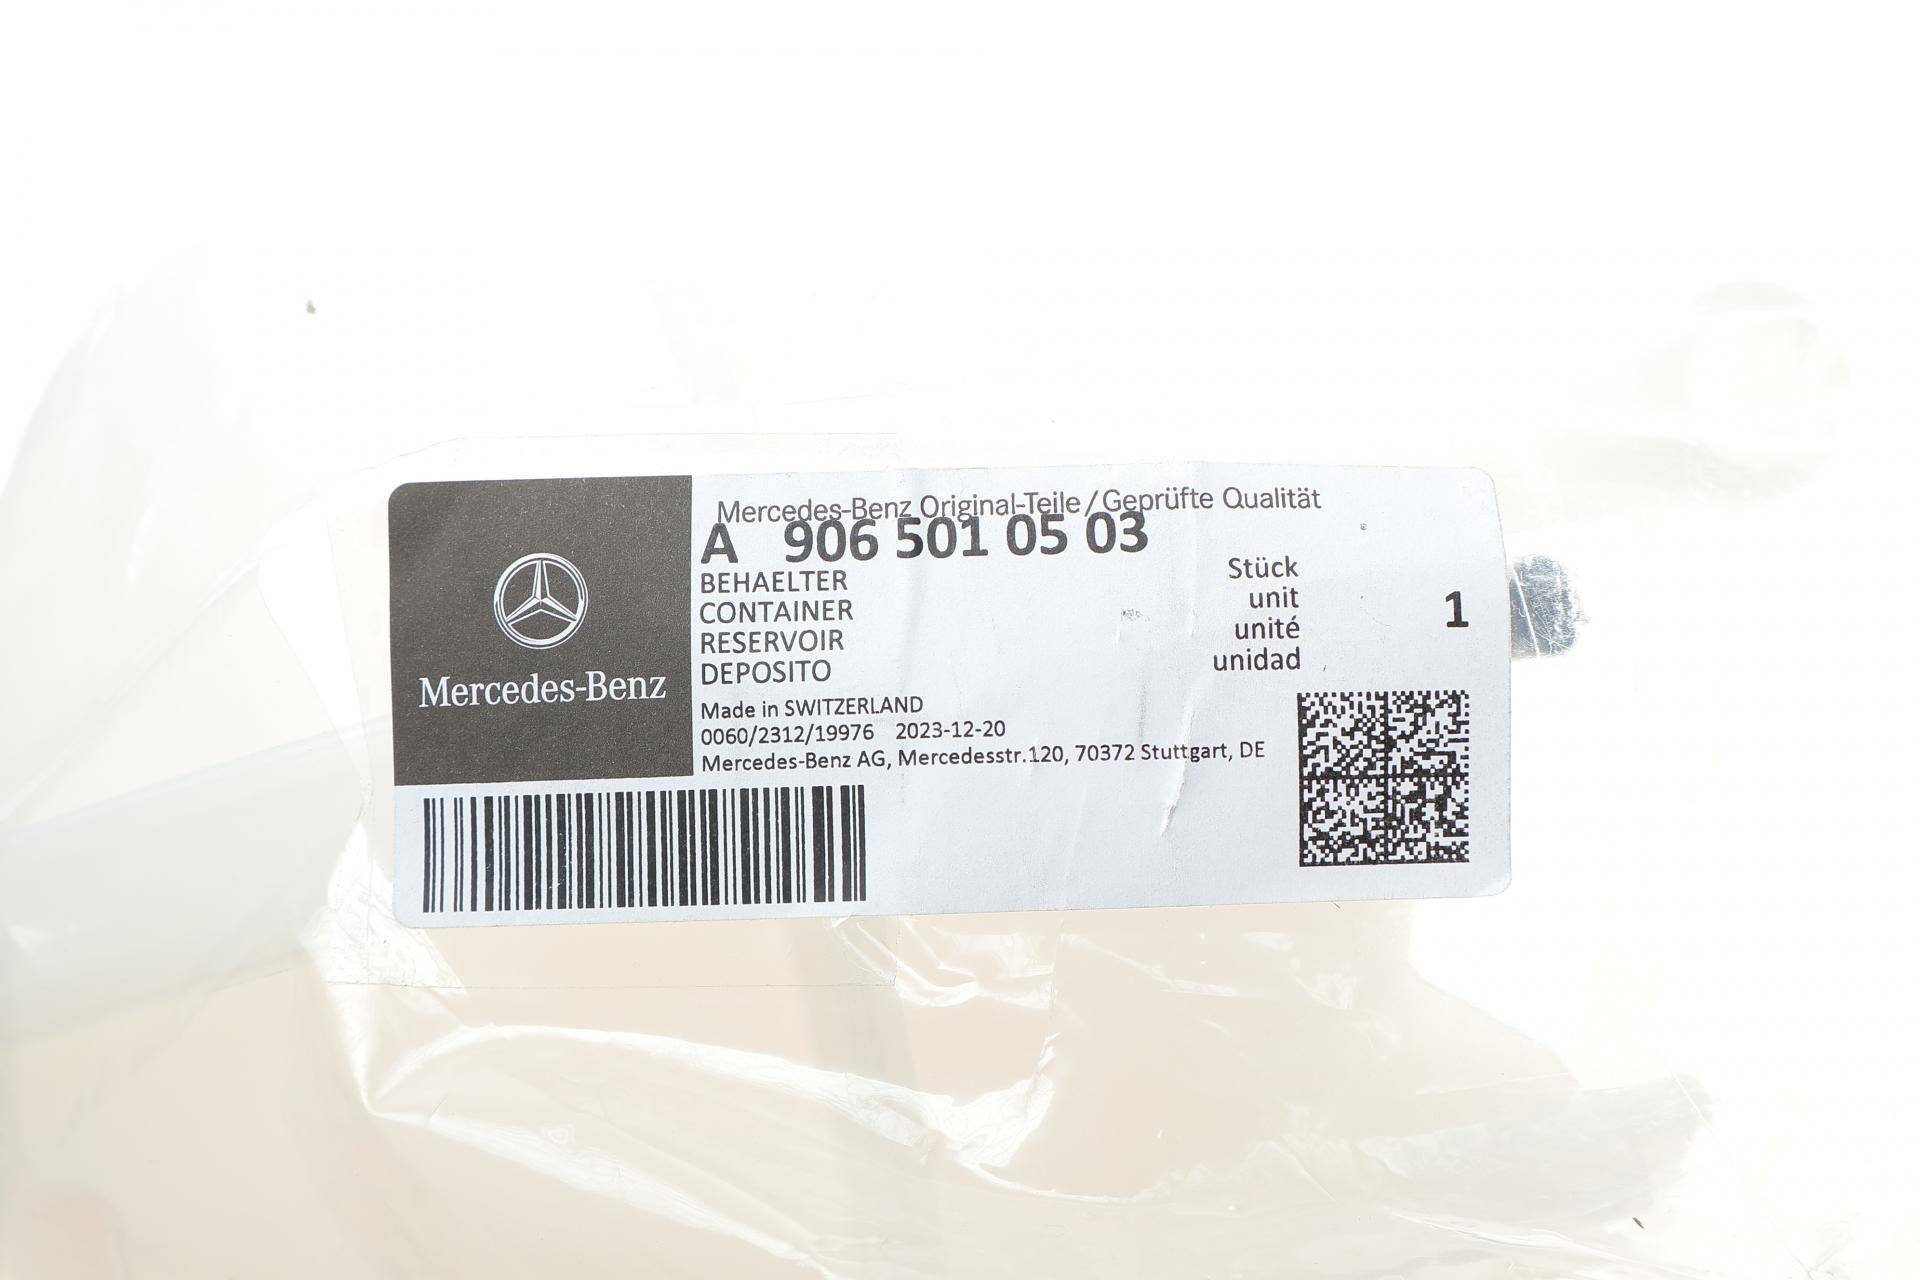 Mercedes-Benz
Mercedes-Benz Original-Teile/Geprüfte Qualität
A 906 501 05 03
BEHAELTER
CONTAINER
RESERVOIR
DEPOSITO
Stück
unit
unité
unidad
1
Made in SWITZERLAND
0060/2312/19976 2023-12-20
Mercedes-Benz AG, Mercedesstr.120, 70372 Stuttgart, DE